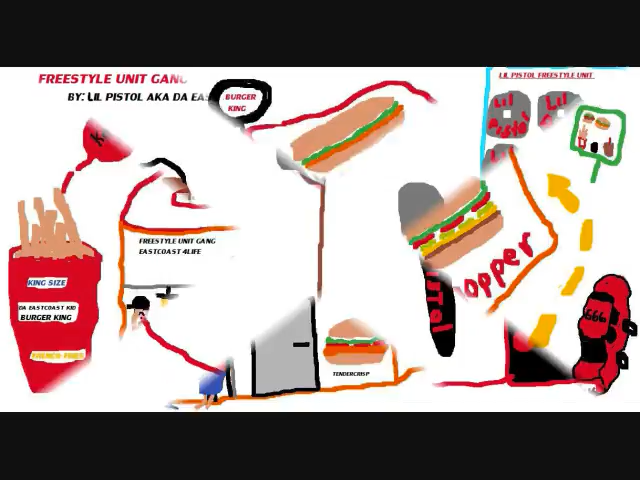 FREESTYLE UNIT GANG
BY: LIL PISTOL AKA DA EAS
BURGER
KING
LIL PISTOL FREESTYLE UNIT
Lil
Pistol
Lil
K
FREESTYLE UNIT GANG
EASTCOAST 4LIFE
KING SIZE
DA EASTCOAST KID
BURGER KING
FRENCH FRIES
opper
666
TENDERCRISP